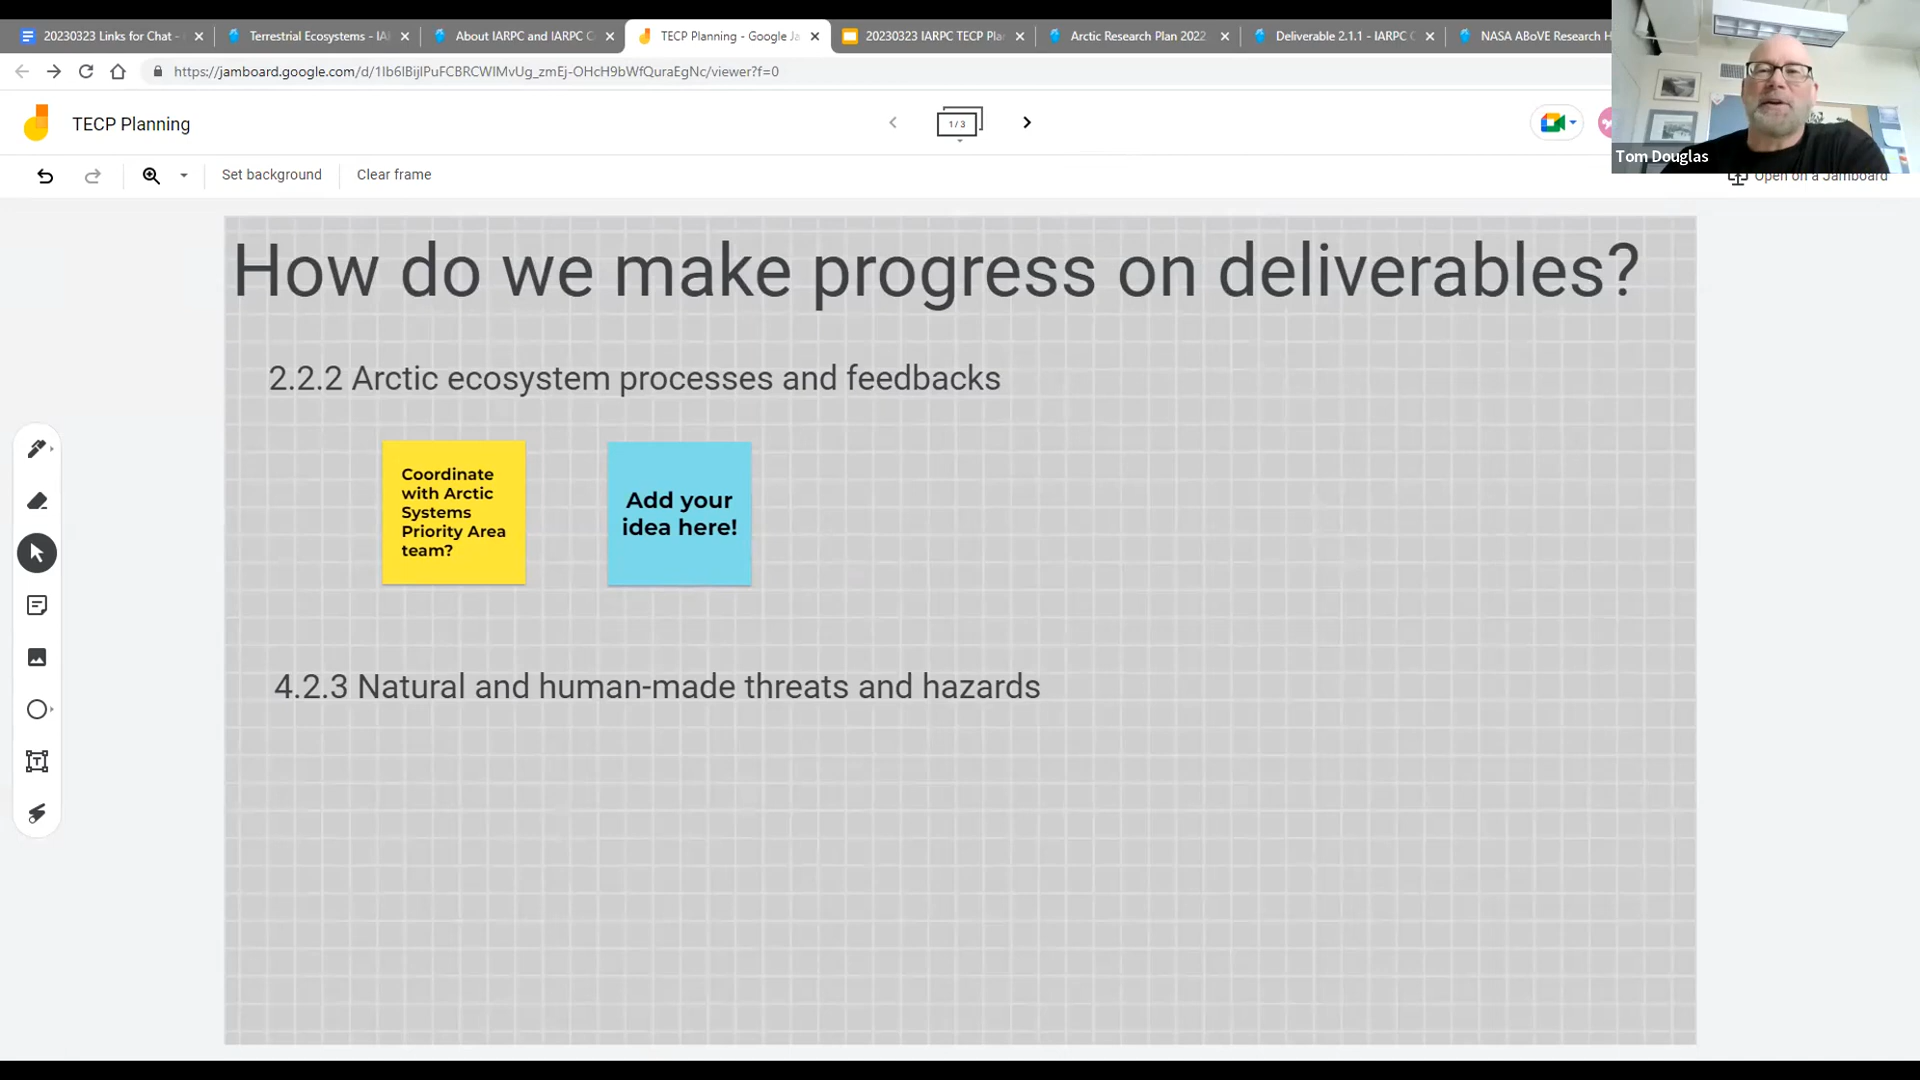 20230323 Links for Chat -
Terrestrial Ecosystems - IA
About IARPC and IARPC C
TECP Planning - Google Ja
20230323 IARPC TECP Pla
Arctic Research Plan 2022
Deliverable 2.1.1 - IARPC C
NASA ABoVE Research H
https://jamboard.google.com/d/1Ib6lBijlPuFCBRCWlMvUg_zmEj-OHcH9bWfQuraEgNc/viewer?f=0
TECP Planning
1 / 3
Tom Douglas
Set background
Clear frame
Open on a Jamboard
How do we make progress on deliverables?
2.2.2 Arctic ecosystem processes and feedbacks
Coordinate
with Arctic
Systems
Priority Area
team?
Add your
idea here!
4.2.3 Natural and human-made threats and hazards